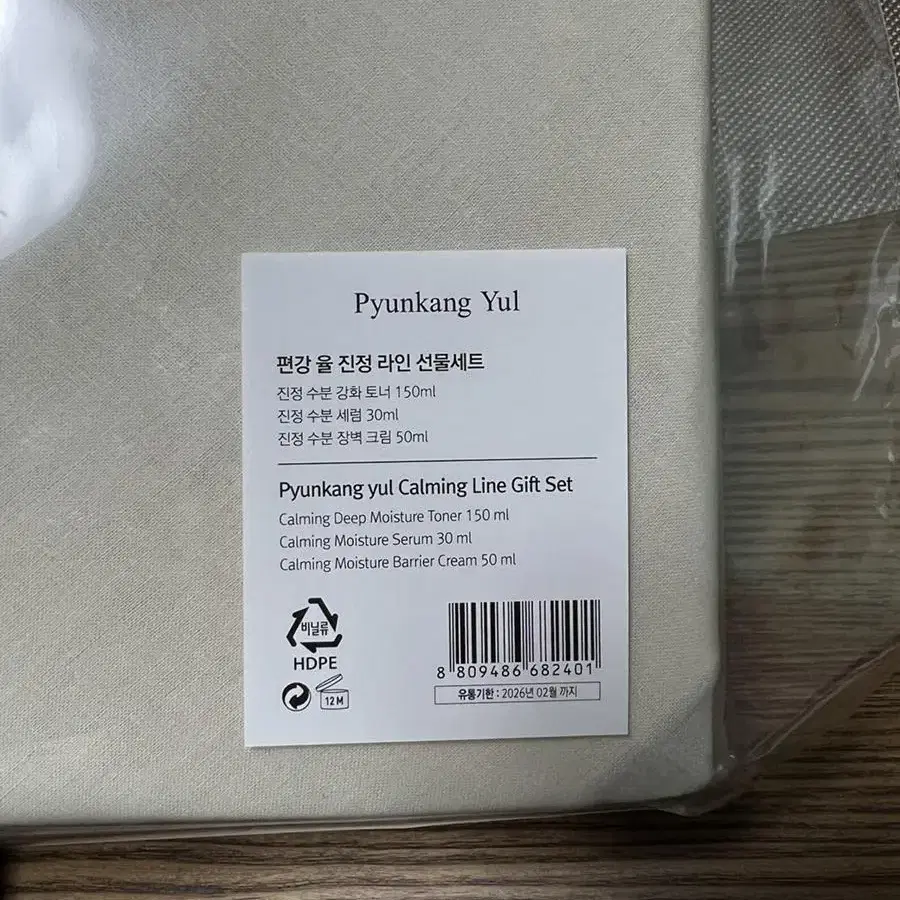 Pyunkang Yul
편강 율 진정 라인 선물세트
진정 수분 강화 토너 150ml
진정 수분 세럼 30ml
진정 수분 장벽 크림 50ml
Pyunkang yul Calming Line Gift Set
Calming Deep Moisture Toner 150 ml
Calming Moisture Serum 30 ml
Calming Moisture Barrier Cream 50 ml
비닐류
HDPE
12M
8 809486 682401
유통기한 : 2026년 02월 까지